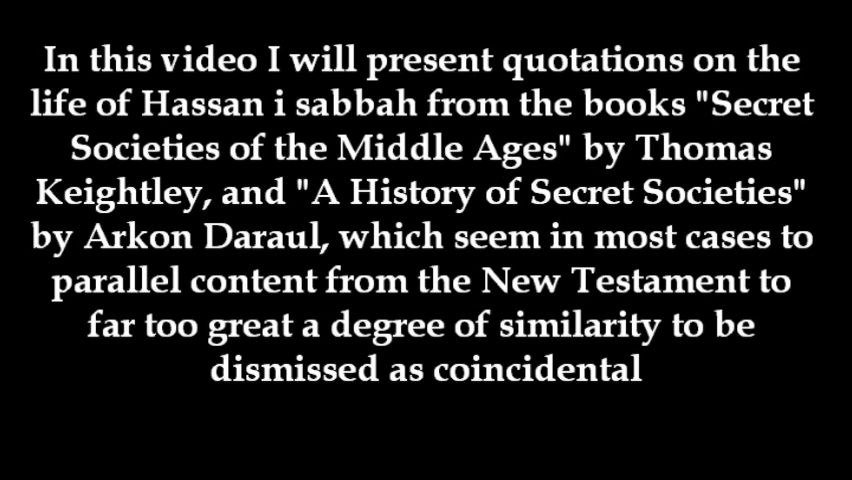 In this video I will present quotations on the
life of Hassan i sabbah from the books "Secret
Societies of the Middle Ages" by Thomas
Keightley, and "A History of Secret Societies"
by Arkon Daraul, which seem in most cases to
parallel content from the New Testament to
far too great a degree of similarity to be
dismissed as coincidental